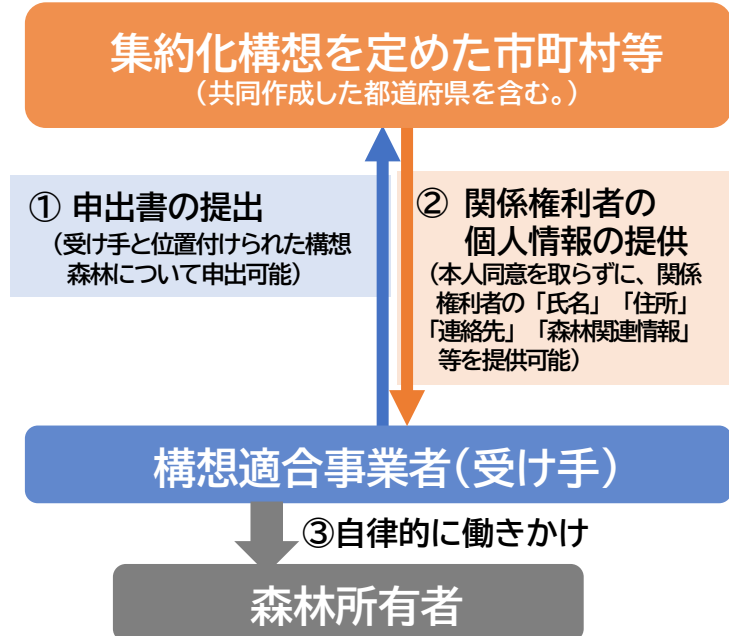 集約化構想を定めた市町村等
（共同作成した都道府県を含む。）
① 申出書の提出
（受け手と位置付けられた構想
森林について申出可能）
② 関係権利者の
個人情報の提供
（本人同意を取らずに、関係
権利者の「氏名」「住所」
「連絡先」「森林関連情報」
等を提供可能）
構想適合事業者（受け手）
③自律的に働きかけ
森林所有者